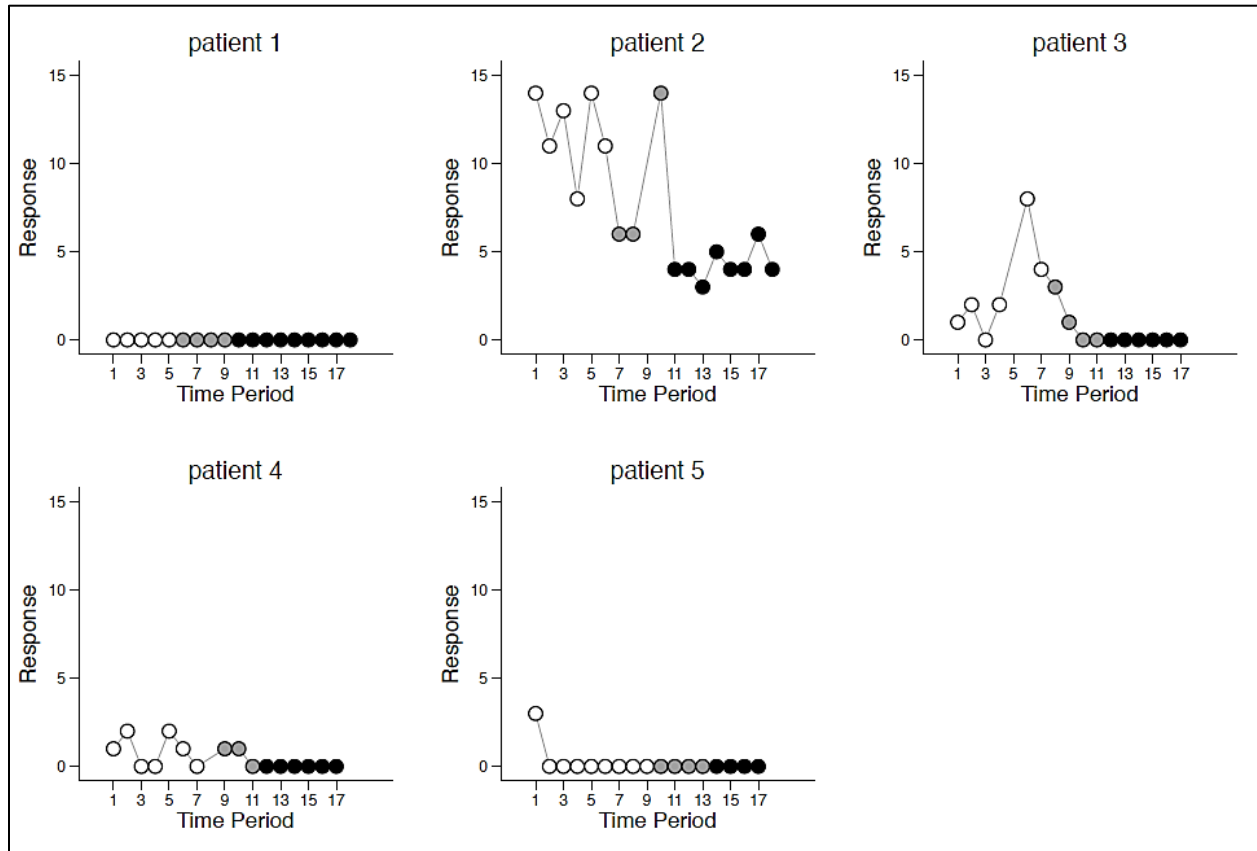 patient 1
15
10
5
0
Response
1 3 5 7 9 11 13 15 17
Time Period
patient 2
15
10
5
0
Response
1 3 5 7 9 11 13 15 17
Time Period
patient 3
15
10
5
0
Response
1 3 5 7 9 11 13 15 17
Time Period
patient 4
15
10
5
0
Response
1 3 5 7 9 11 13 15 17
Time Period
patient 5
15
10
5
0
Response
1 3 5 7 9 11 13 15 17
Time Period